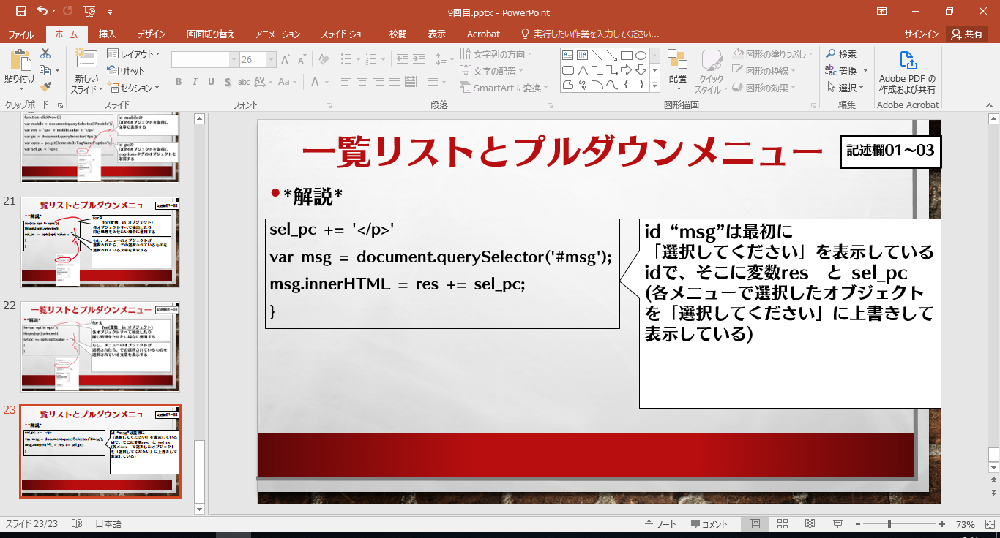 9回目.pptx - PowerPoint
ファイル
ホーム
挿入
デザイン
画面切り替え
アニメーション
スライド ショー
校閲
表示
Acrobat
実行したい作業を入力してください...
サインイン
共有
貼り付け
クリップボード
新しい
スライド
レイアウト
リセット
セクション
スライド
26
B I U S abc AV Aa A
フォント
文字列の方向
文字の配置
SmartArt に変換
段落
配置
クイック
スタイル
図形の塗りつぶし
図形の枠線
図形の効果
図形描画
検索
置換
選択
編集
Adobe PDF の
作成および共有
Adobe Acrobat
function clickNow(){
var mobile = document.querySelector('#mobile');
var res = '<p>' + mobile.value + '</p>'
var pc = document.querySelector('#pc');
var opts = pc.getElementsByTagName('option');
var sel_pc = '<p>';
id mobileの
DOMオブジェクトを取得し
文章で表示する
id pcの
DOMオブジェクトを取得し
<option>タグのオブジェクトを
取得する
21
一覧リストとプルダウンメニュー
記述欄01～03
*解説*
for(var opt in opts){
if(opts[opt].selected){
sel_pc += opts[opt].value + '
}
}
for文
for(変数 in オブジェクト)
各オブジェクトすべて抽出したり
同じ処理をさせたい場合に使用する
もし、メニューのオブジェクトが
選択されたら、その選択されているものを
選択されている文章を表示する
22
一覧リストとプルダウンメニュー
記述欄01～03
*解説*
for(var opt in opts){
if(opts[opt].selected){
sel_pc += opts[opt].value + '
}
}
for文
for(変数 in オブジェクト)
各オブジェクトすべて抽出したり
同じ処理をさせたい場合に使用する
もし、メニューのオブジェクトが
選択されたら、その選択されているものを
選択されている文章を表示する
23
一覧リストとプルダウンメニュー
記述欄01～03
*解説*
sel_pc += '</p>'
var msg = document.querySelector('#msg');
msg.innerHTML = res += sel_pc;
}
id “msg”は最初に
「選択してください」を表示している
idで、そこに変数res と sel_pc
(各メニューで選択したオブジェクト
を「選択してください」に上書きして
表示している)
一覧リストとプルダウンメニュー
記述欄01～03
*解説*
sel_pc += '</p>'
var msg = document.querySelector('#msg');
msg.innerHTML = res += sel_pc;
}
id “msg”は最初に
「選択してください」を表示している
idで、そこに変数res と sel_pc
(各メニューで選択したオブジェクト
を「選択してください」に上書きして
表示している)
スライド 23/23
日本語
ノート
コメント
73%